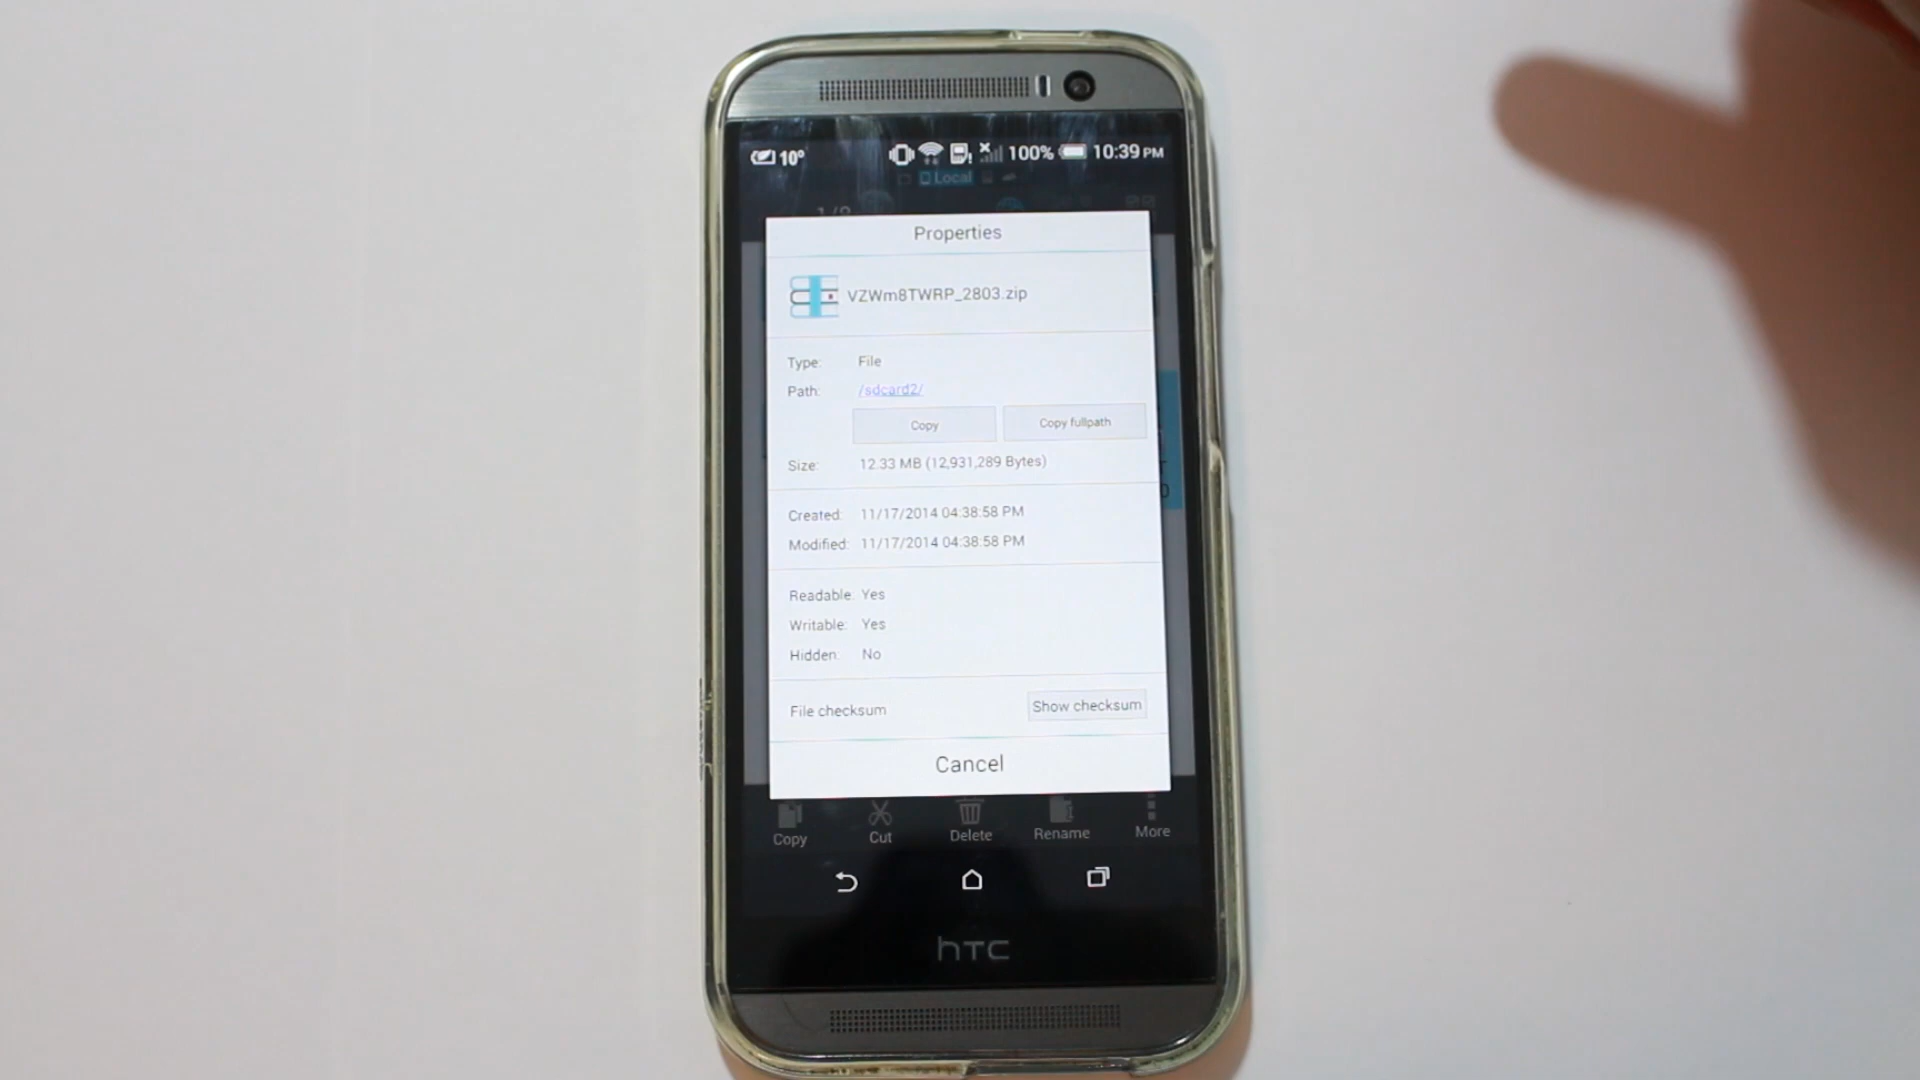 10°
100% 10:39 PM
Local
Properties
VZWm8TWRP_2803.zip
Type: File
Path: /sdcard2/
Copy Copy fullpath
Size: 12.33 MB (12,931,289 Bytes)
Created: 11/17/2014 04:38:58 PM
Modified: 11/17/2014 04:38:58 PM
Readable: Yes
Writable: Yes
Hidden: No
File checksum Show checksum
Cancel
Copy Cut Delete Rename More
hTC